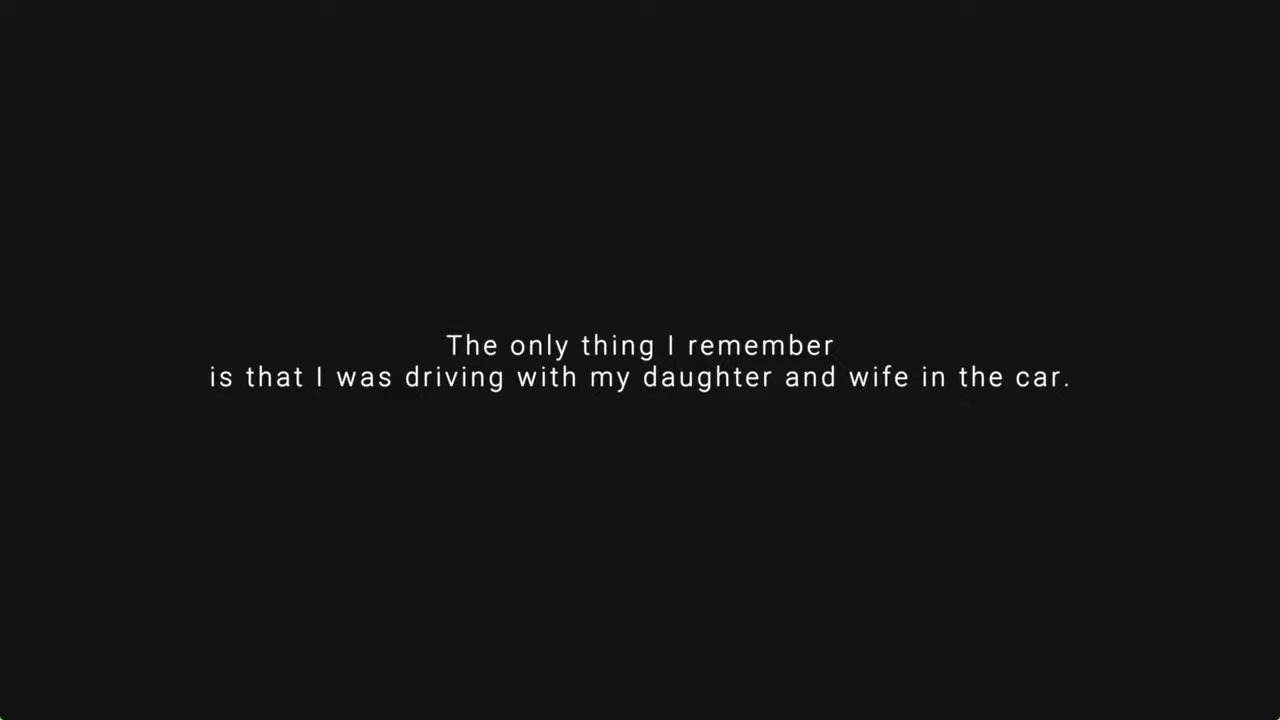 The only thing I remember
is that I was driving with my daughter and wife in the car.